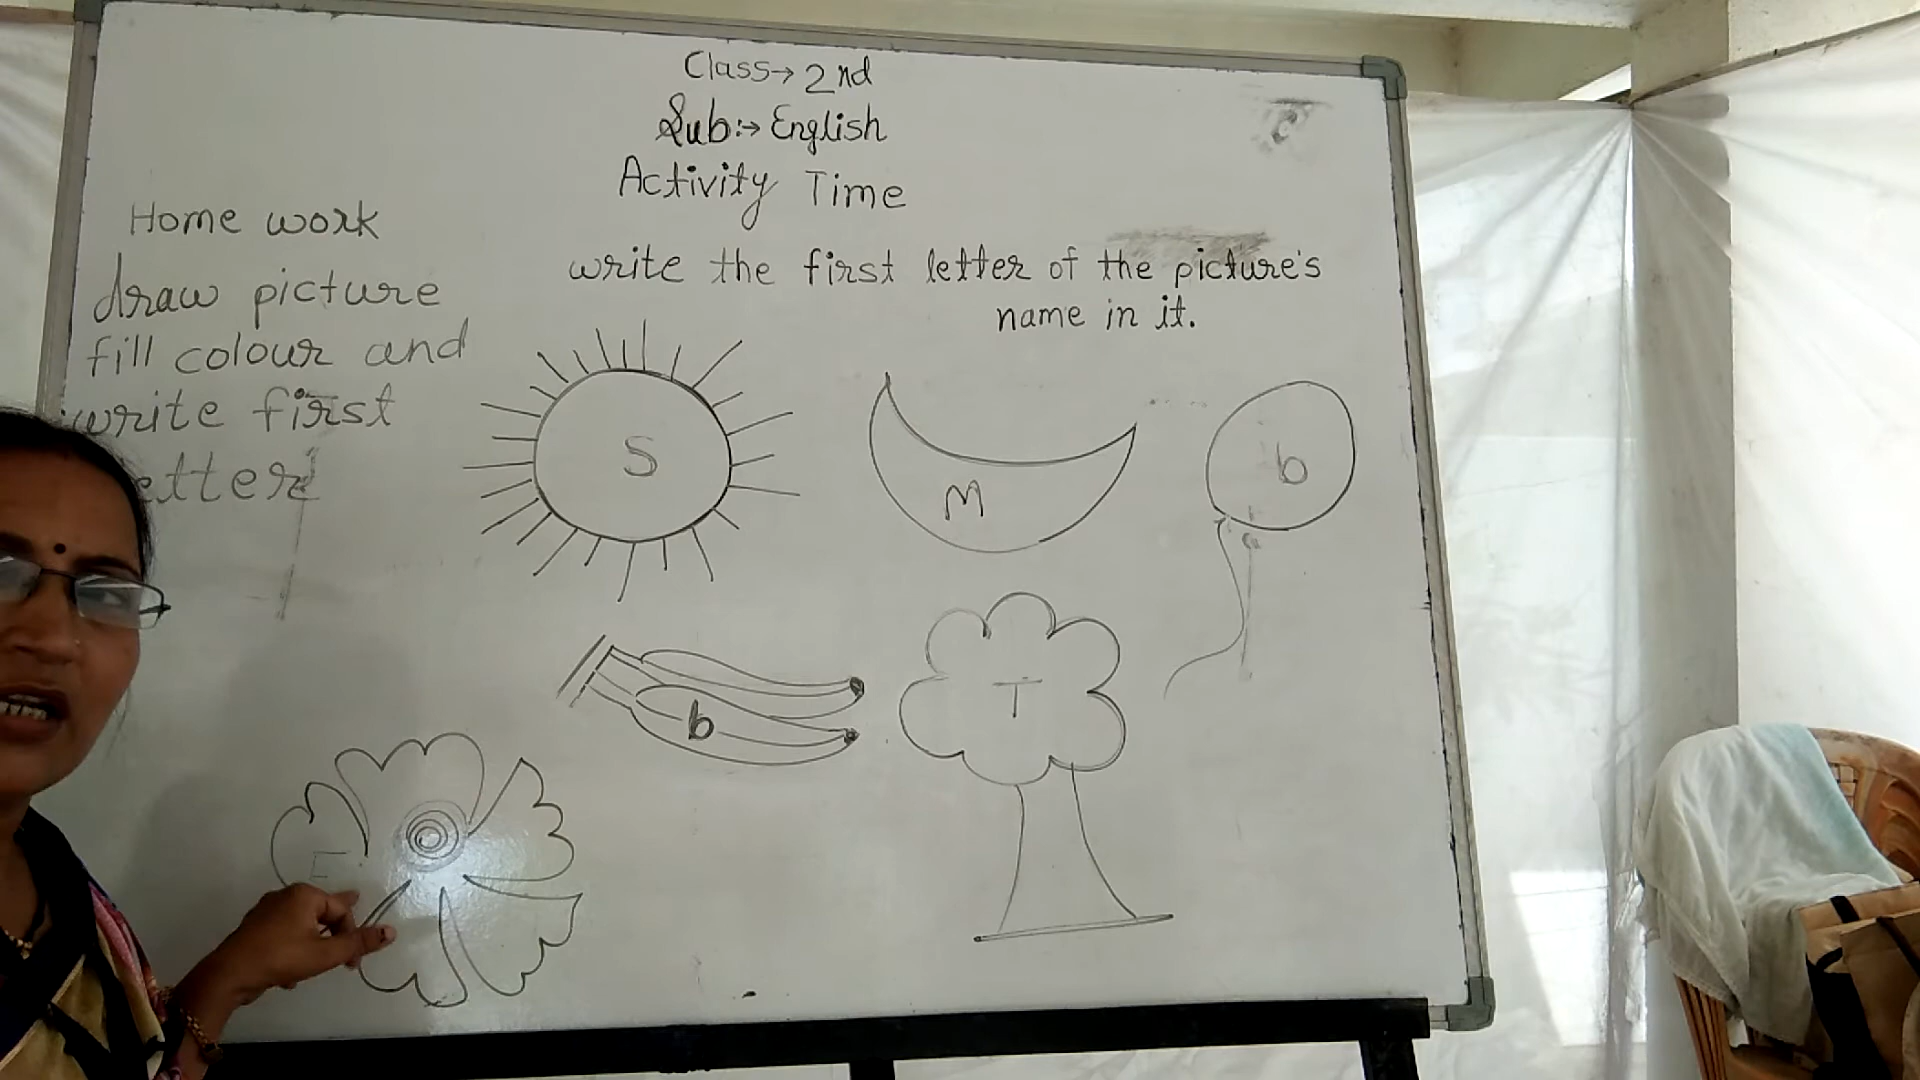 Class→ 2nd
Sub:→ English
Activity Time
Home work
draw picture
fill colour and
write first
etter
write the first letter of the picture's
name in it.
S
M
b
b
T
F